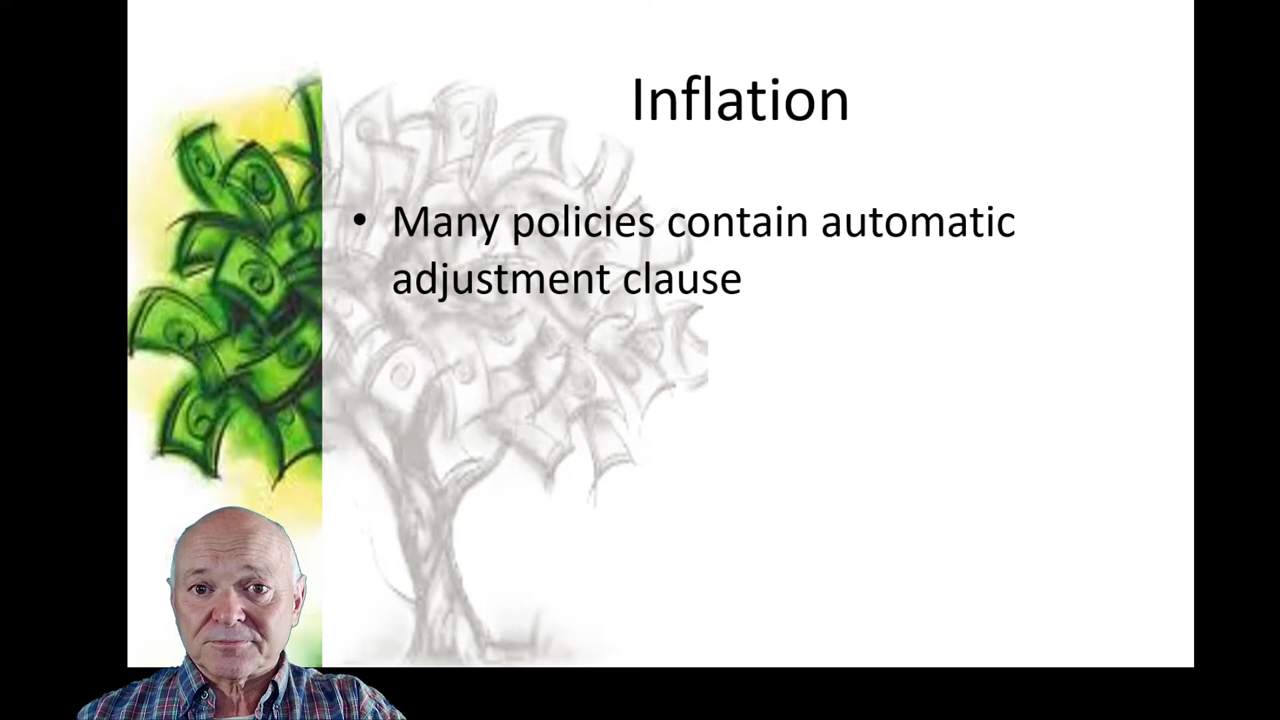 Inflation
• Many policies contain automatic
adjustment clause